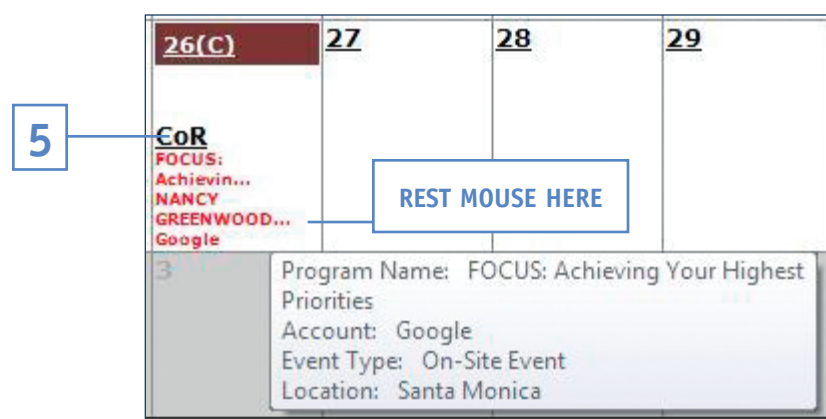 26(C) 27 28 29
5
CoR
FOCUS:
Achievin...
NANCY
GREENWOOD...
Google
REST MOUSE HERE
3
Program Name: FOCUS: Achieving Your Highest
Priorities
Account: Google
Event Type: On-Site Event
Location: Santa Monica